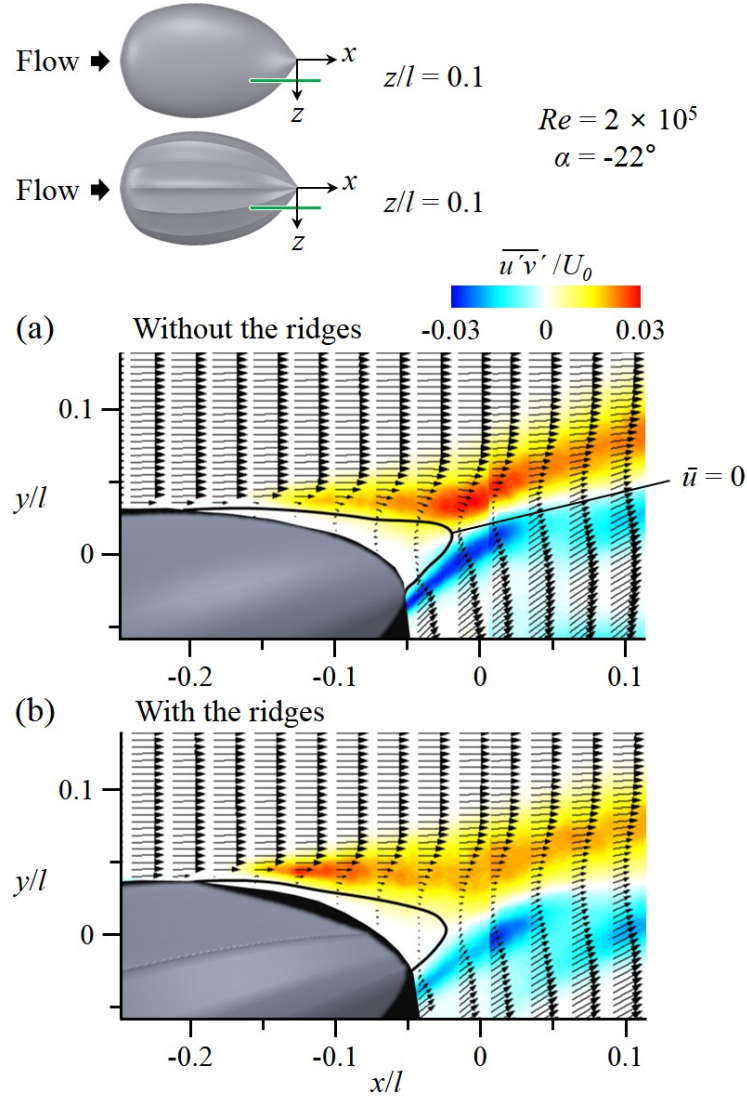 Flow x
z/l = 0.1
z
Re = 2 × 10⁵
α = -22°
Flow x
z/l = 0.1
z
u′v′ /U₀
-0.03 0 0.03
(a) Without the ridges
0.1
y/l
0
ū = 0
-0.2 -0.1 0 0.1
(b) With the ridges
0.1
y/l
0
-0.2 -0.1 0 0.1
x/l